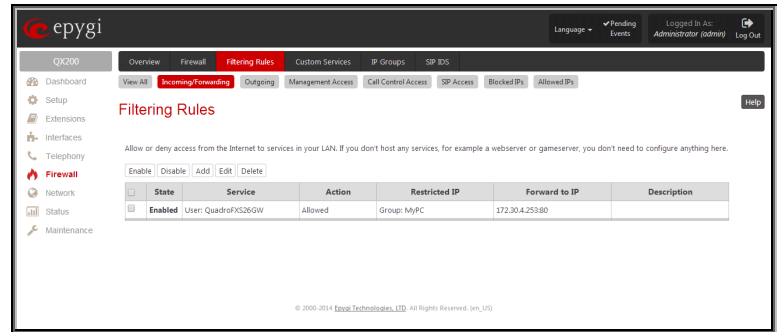 epygi
Language
Pending Events
Logged In As:
Administrator (admin)
Log Out
QX200
Overview Firewall Filtering Rules Custom Services IP Groups SIP IDS
Dashboard
Setup
Extensions
Interfaces
Telephony
Firewall
Network
Status
Maintenance
View All Incoming/Forwarding Outgoing Management Access Call Control Access SIP Access Blocked IPs Allowed IPs
Help
Filtering Rules
Allow or deny access from the Internet to services in your LAN. If you don't host any services, for example a webserver or gameserver, you don't need to configure anything here.
Enable Disable Add Edit Delete
State Service Action Restricted IP Forward to IP Description
Enabled User: QuadroFXS26GW Allowed Group: MyPC 172.30.4.253:80
© 2000-2014 Epygi Technologies, LTD. All Rights Reserved. (en_US)